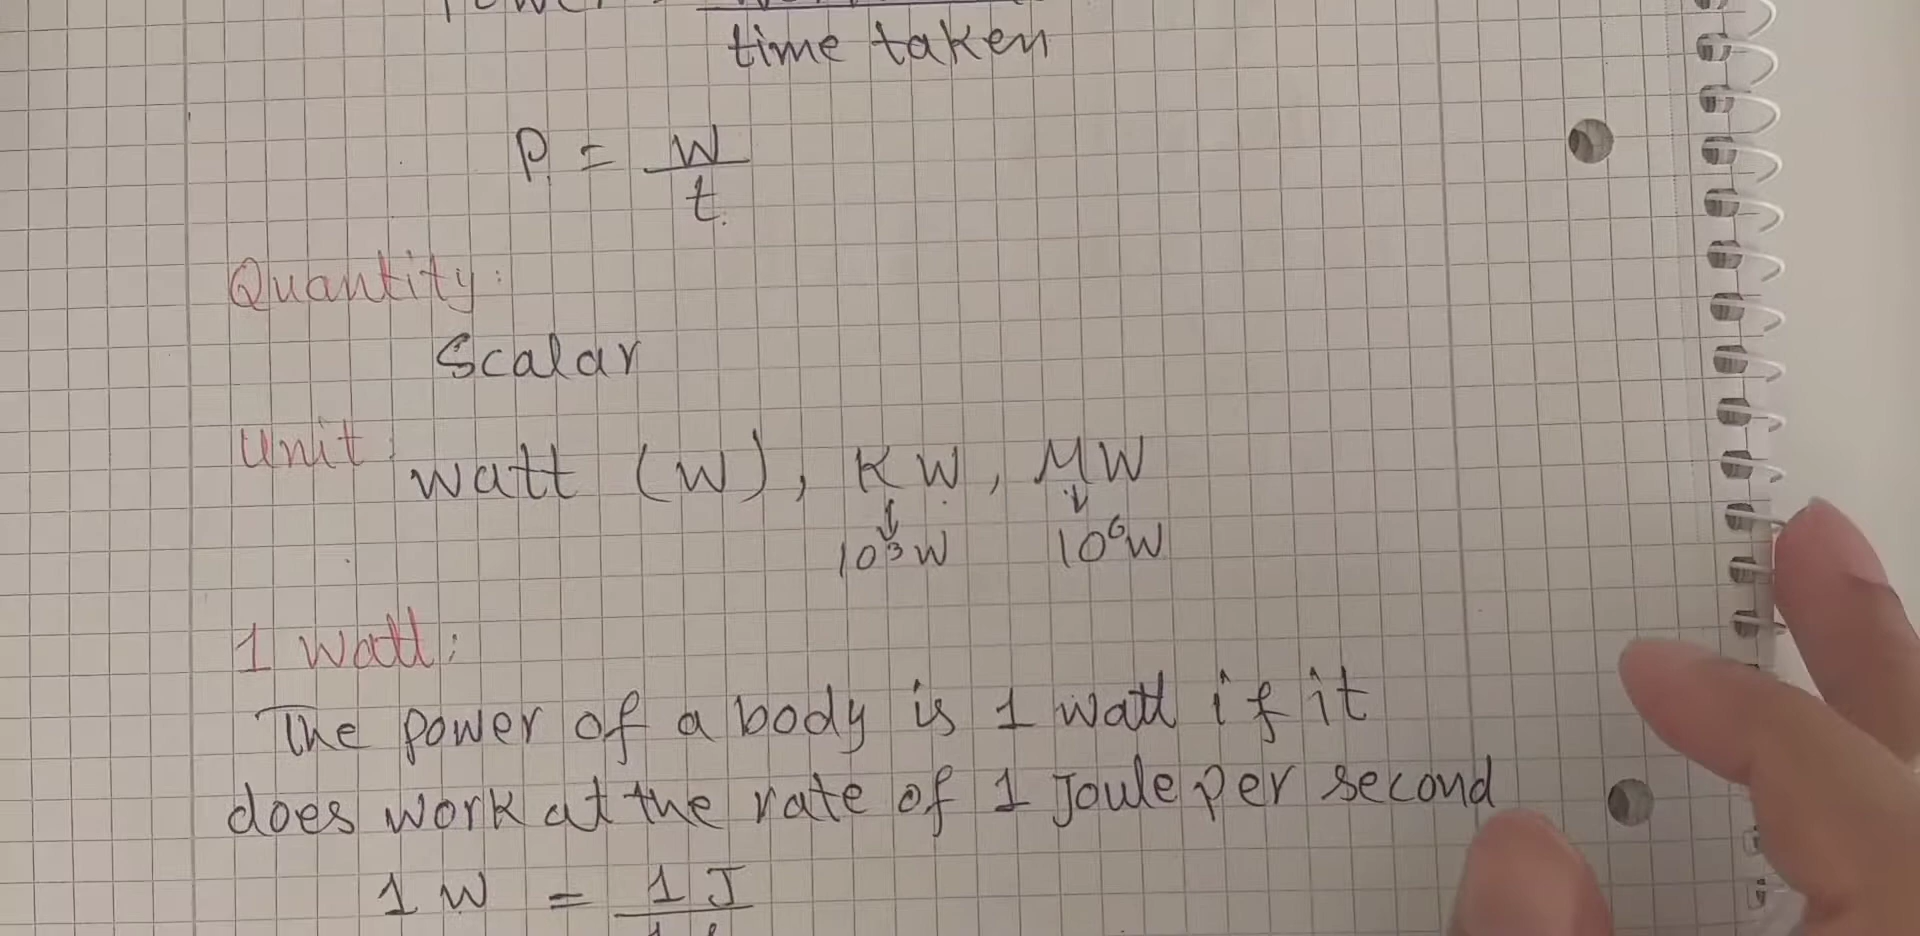 time taken
P = W
t
Quantity:
Scalar
Unit: Watt (W), KW, MW
10³W 10⁶W
1 Watt:
The power of a body is 1 watt if it
does work at the rate of 1 Joule per second
1 W = 1 J